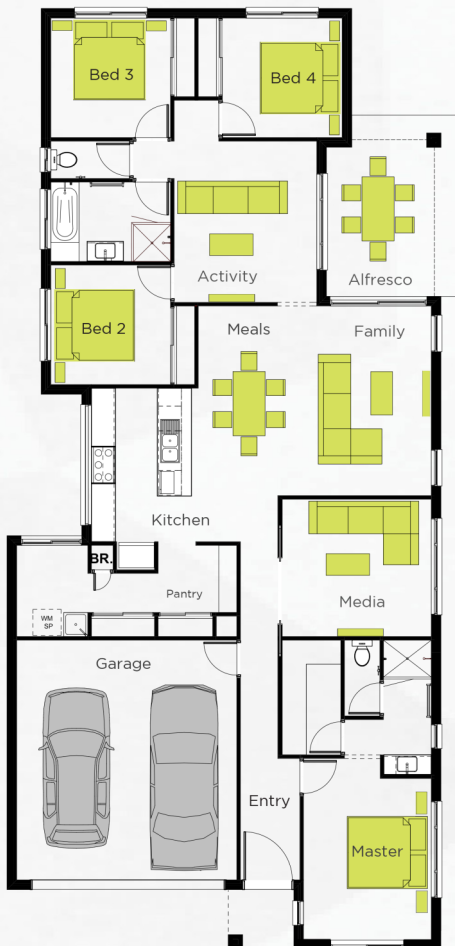 Bed 3
Bed 4
Activity
Alfresco
Bed 2
Meals
Family
Kitchen
BR.
Pantry
Media
WM
SP
Garage
Entry
Master